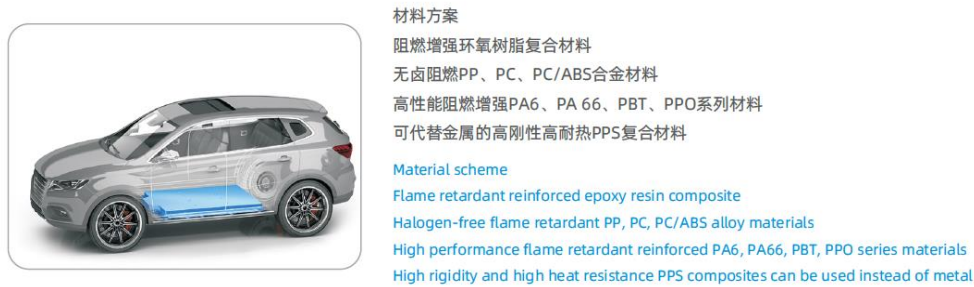 材料方案
阻燃增强环氧树脂复合材料
无卤阻燃PP、PC、PC/ABS合金材料
高性能阻燃增强PA6、PA 66、PBT、PPO系列材料
可代替金属的高刚性高耐热PPS复合材料
Material scheme
Flame retardant reinforced epoxy resin composite
Halogen-free flame retardant PP, PC, PC/ABS alloy materials
High performance flame retardant reinforced PA6, PA66, PBT, PPO series materials
High rigidity and high heat resistance PPS composites can be used instead of metal